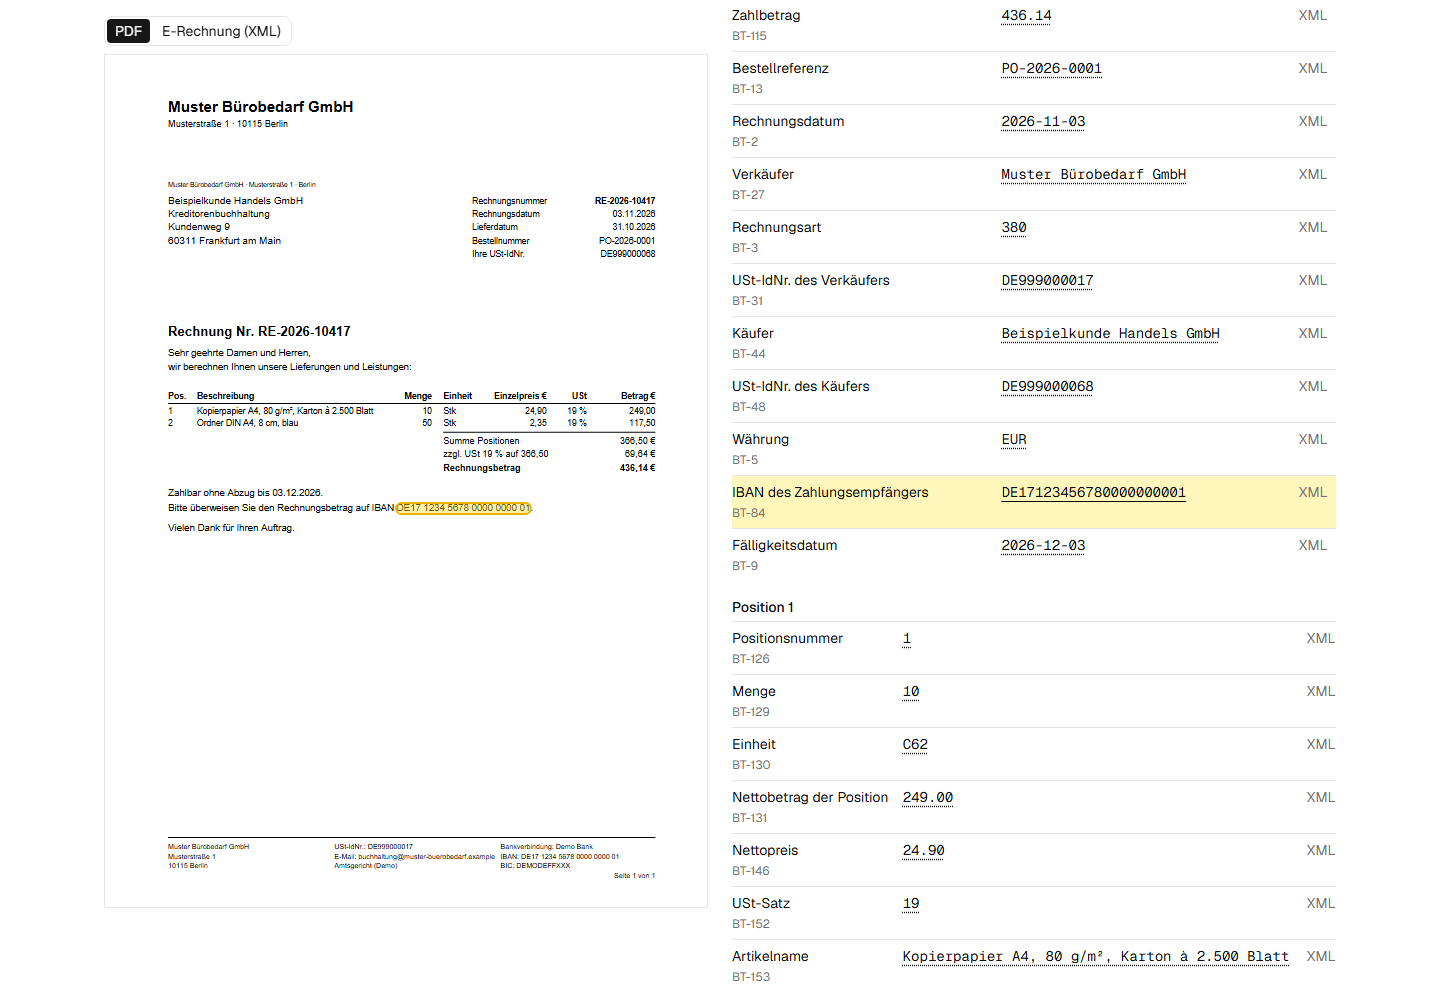 PDF E-Rechnung (XML)
Muster Bürobedarf GmbH
Musterstraße 1 · 10115 Berlin
Muster Bürobedarf GmbH · Musterstraße 1 · Berlin
Beispielkunde Handels GmbH
Kreditorenbuchhaltung
Kundenweg 9
60311 Frankfurt am Main
Rechnungsnummer RE-2026-10417
Rechnungsdatum 03.11.2026
Lieferdatum 31.10.2026
Bestellnummer PO-2026-0001
Ihre USt-IdNr. DE999000068
Rechnung Nr. RE-2026-10417
Sehr geehrte Damen und Herren,
wir berechnen Ihnen unsere Lieferungen und Leistungen:
Pos. Beschreibung Menge Einheit Einzelpreis € USt Betrag €
1 Kopierpapier A4, 80 g/m², Karton à 2.500 Blatt 10 Stk 24,90 19 % 249,00
2 Ordner DIN A4, 8 cm, blau 50 Stk 2,35 19 % 117,50
Summe Positionen 366,50 €
zzgl. USt 19 % auf 366,50 69,64 €
Rechnungsbetrag 436,14 €
Zahlbar ohne Abzug bis 03.12.2026.
Bitte überweisen Sie den Rechnungsbetrag auf IBAN DE17 1234 5678 0000 0000 01.
Vielen Dank für Ihren Auftrag.
Muster Bürobedarf GmbH
Musterstraße 1
10115 Berlin
USt-IdNr.: DE999000017
E-Mail: buchhaltung@muster-buerobedarf.example
Amtsgericht (Demo)
Bankverbindung: Demo Bank
IBAN: DE17 1234 5678 0000 0000 01
BIC: DEMODEFFXXX
Seite 1 von 1
Zahlbetrag 436.14 XML
BT-115
Bestellreferenz PO-2026-0001 XML
BT-13
Rechnungsdatum 2026-11-03 XML
BT-2
Verkäufer Muster Bürobedarf GmbH XML
BT-27
Rechnungsart 380 XML
BT-3
USt-IdNr. des Verkäufers DE999000017 XML
BT-31
Käufer Beispielkunde Handels GmbH XML
BT-44
USt-IdNr. des Käufers DE999000068 XML
BT-48
Währung EUR XML
BT-5
IBAN des Zahlungsempfängers DE17123456780000000001 XML
BT-84
Fälligkeitsdatum 2026-12-03 XML
BT-9
Position 1
Positionsnummer 1 XML
BT-126
Menge 10 XML
BT-129
Einheit C62 XML
BT-130
Nettobetrag der Position 249.00 XML
BT-131
Nettopreis 24.90 XML
BT-146
USt-Satz 19 XML
BT-152
Artikelname Kopierpapier A4, 80 g/m², Karton à 2.500 Blatt XML
BT-153